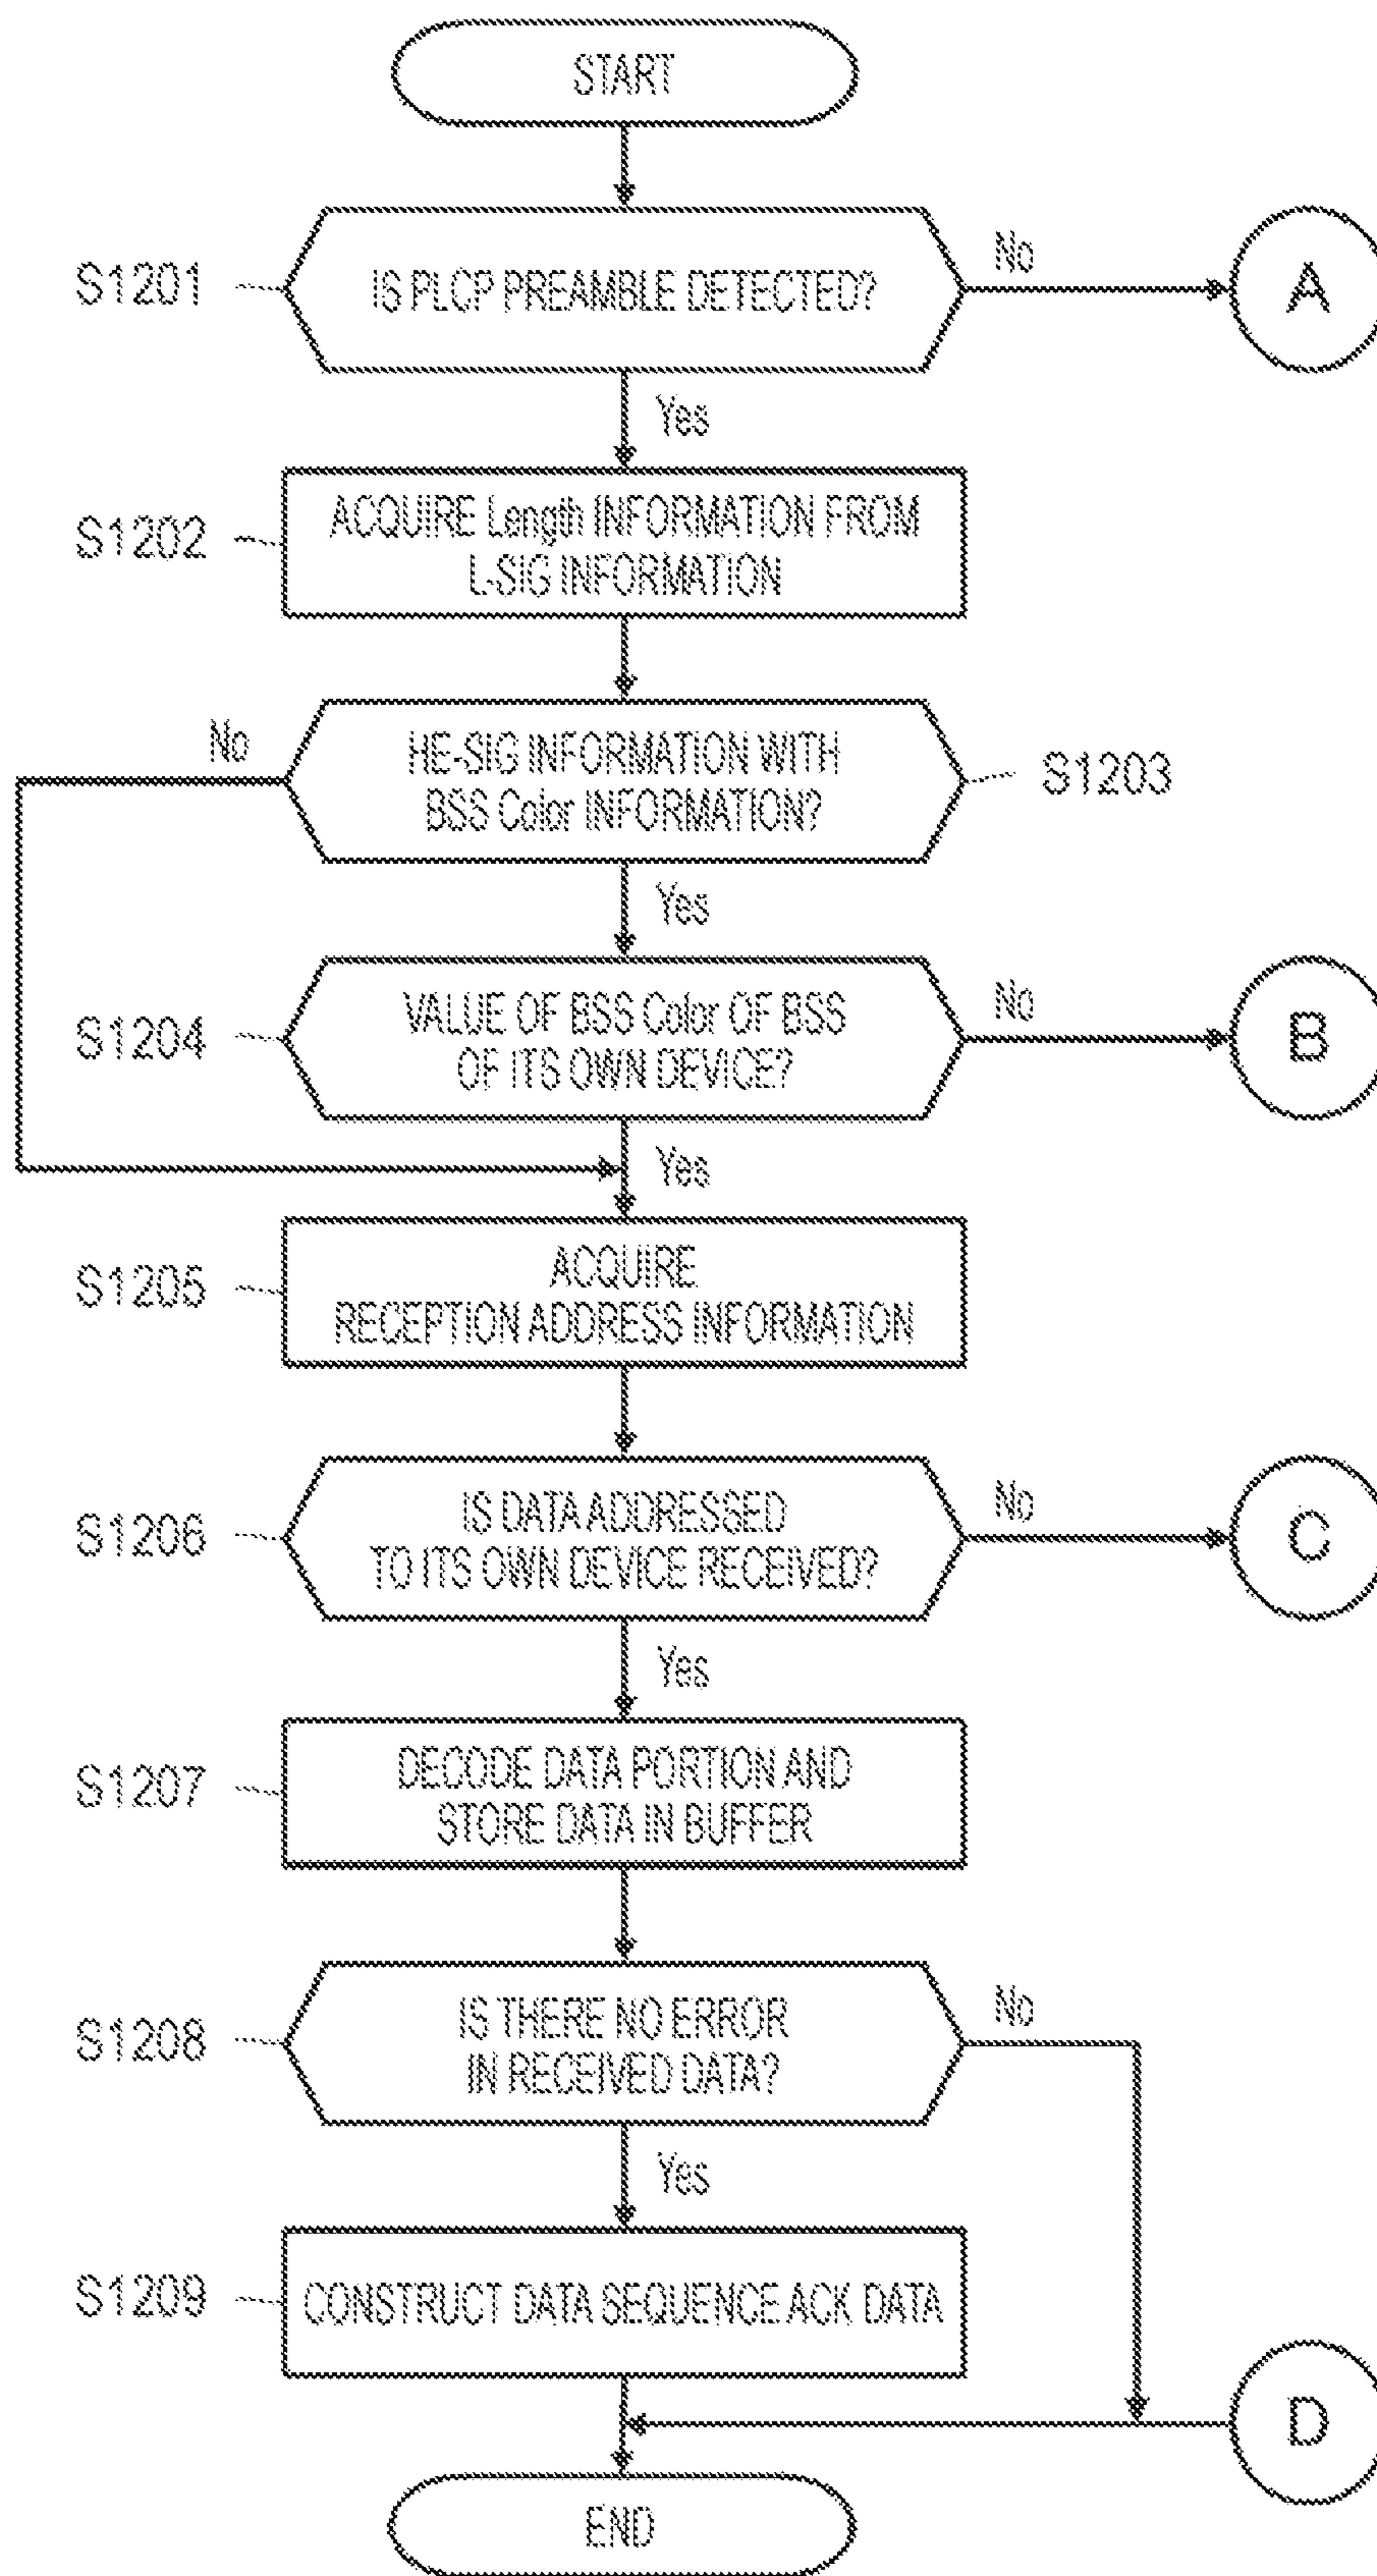 START
S1201
IS PLCP PREAMBLE DETECTED?
No
A
Yes
S1202
ACQUIRE Length INFORMATION FROM
L-SIG INFORMATION
No
HE-SIG INFORMATION WITH
BSS Color INFORMATION?
S1203
Yes
S1204
VALUE OF BSS Color OF BSS
OF ITS OWN DEVICE?
No
B
Yes
S1205
ACQUIRE
RECEPTION ADDRESS INFORMATION
S1206
IS DATA ADDRESSED
TO ITS OWN DEVICE RECEIVED?
No
C
Yes
S1207
DECODE DATA PORTION AND
STORE DATA IN BUFFER
S1208
IS THERE NO ERROR
IN RECEIVED DATA?
No
Yes
S1209
CONSTRUCT DATA SEQUENCE ACK DATA
D
END